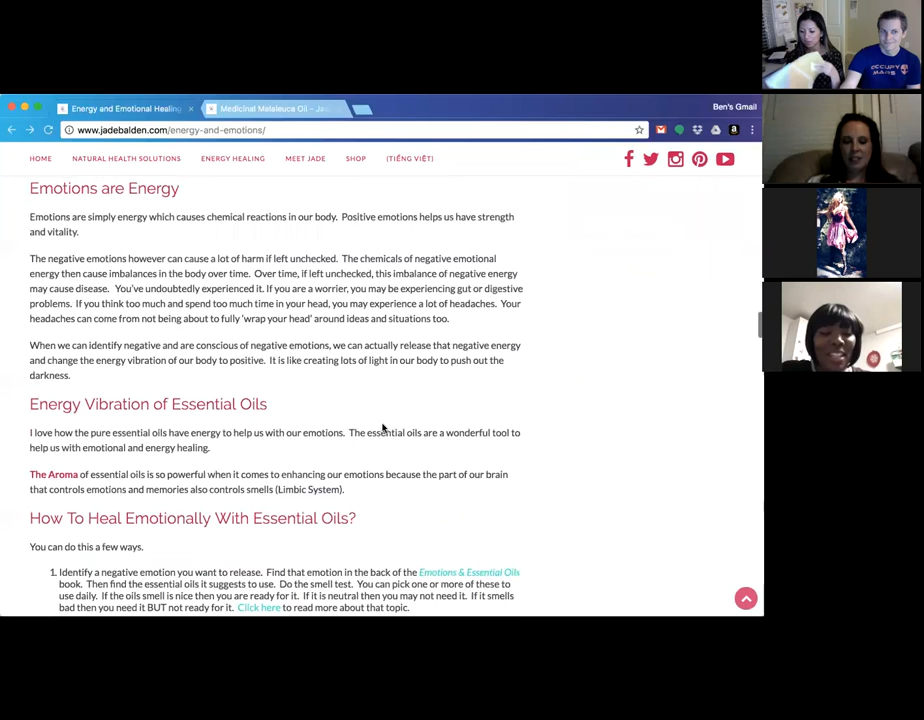 Energy and Emotional Healing
Medicinal Melaleuca Oil – Ja
Ben's Gmail
www.jadebalden.com/energy-and-emotions/
HOME NATURAL HEALTH SOLUTIONS ENERGY HEALING MEET JADE SHOP (TIẾNG VIỆT)
Emotions are Energy
Emotions are simply energy which causes chemical reactions in our body. Positive emotions helps us have strength
and vitality.
The negative emotions however can cause a lot of harm if left unchecked. The chemicals of negative emotional
energy then cause imbalances in the body over time. Over time, if left unchecked, this imbalance of negative energy
may cause disease. You've undoubtedly experienced it. If you are a worrier, you may be experiencing gut or digestive
problems. If you think too much and spend too much time in your head, you may experience a lot of headaches. Your
headaches can come from not being about to fully 'wrap your head' around ideas and situations too.
When we can identify negative and are conscious of negative emotions, we can actually release that negative energy
and change the energy vibration of our body to positive. It is like creating lots of light in our body to push out the
darkness.
Energy Vibration of Essential Oils
I love how the pure essential oils have energy to help us with our emotions. The essential oils are a wonderful tool to
help us with emotional and energy healing.
The Aroma of essential oils is so powerful when it comes to enhancing our emotions because the part of our brain
that controls emotions and memories also controls smells (Limbic System).
How To Heal Emotionally With Essential Oils?
You can do this a few ways.
1. Identify a negative emotion you want to release. Find that emotion in the back of the Emotions & Essential Oils
book. Then find the essential oils it suggests to use. Do the smell test. You can pick one or more of these to
use daily. If the oils smell is nice then you are ready for it. If it is neutral then you may not need it. If it smells
bad then you need it BUT not ready for it. Click here to read more about that topic.
OCCUPY
MARS